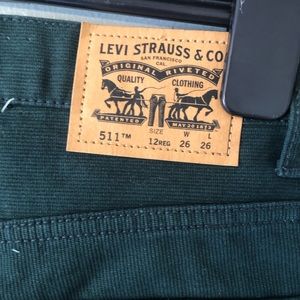 LEVI STRAUSS & CO
SAN FRANCISCO
CAL.
ORIGINAL RIVETED
QUALITY CLOTHING
PATENTED MAY 20 1873
511™
SIZE W L
12REG 26 26